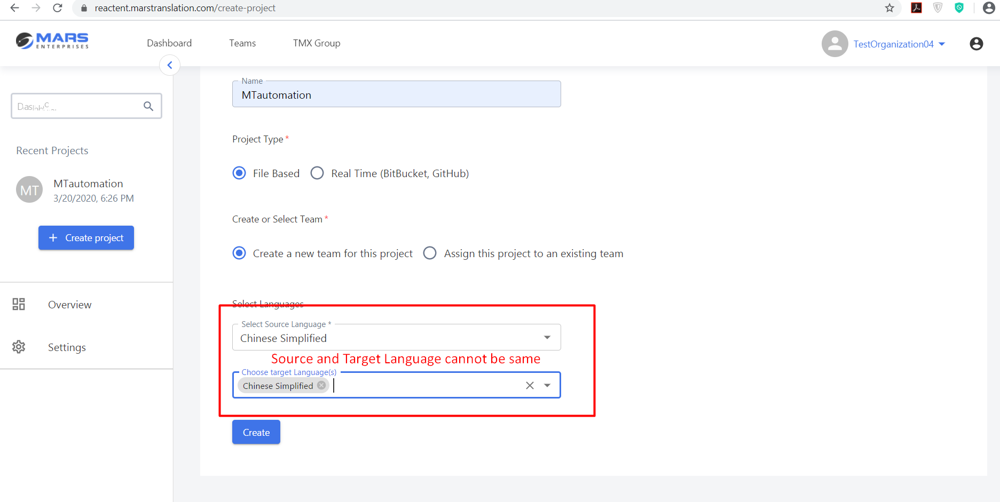 reactent.marstranslation.com/create-project
MARS
ENTERPRISES
Dashboard
Teams
TMX Group
TestOrganization04
Recent Projects
MT
MTautomation
3/20/2020, 6:26 PM
+ Create project
Overview
Settings
Name
MTautomation
Project Type *
File Based
Real Time (BitBucket, GitHub)
Create or Select Team *
Create a new team for this project
Assign this project to an existing team
Select Languages
Select Source Language *
Chinese Simplified
Source and Target Language cannot be same
Choose target Language(s)
Chinese Simplified
Create